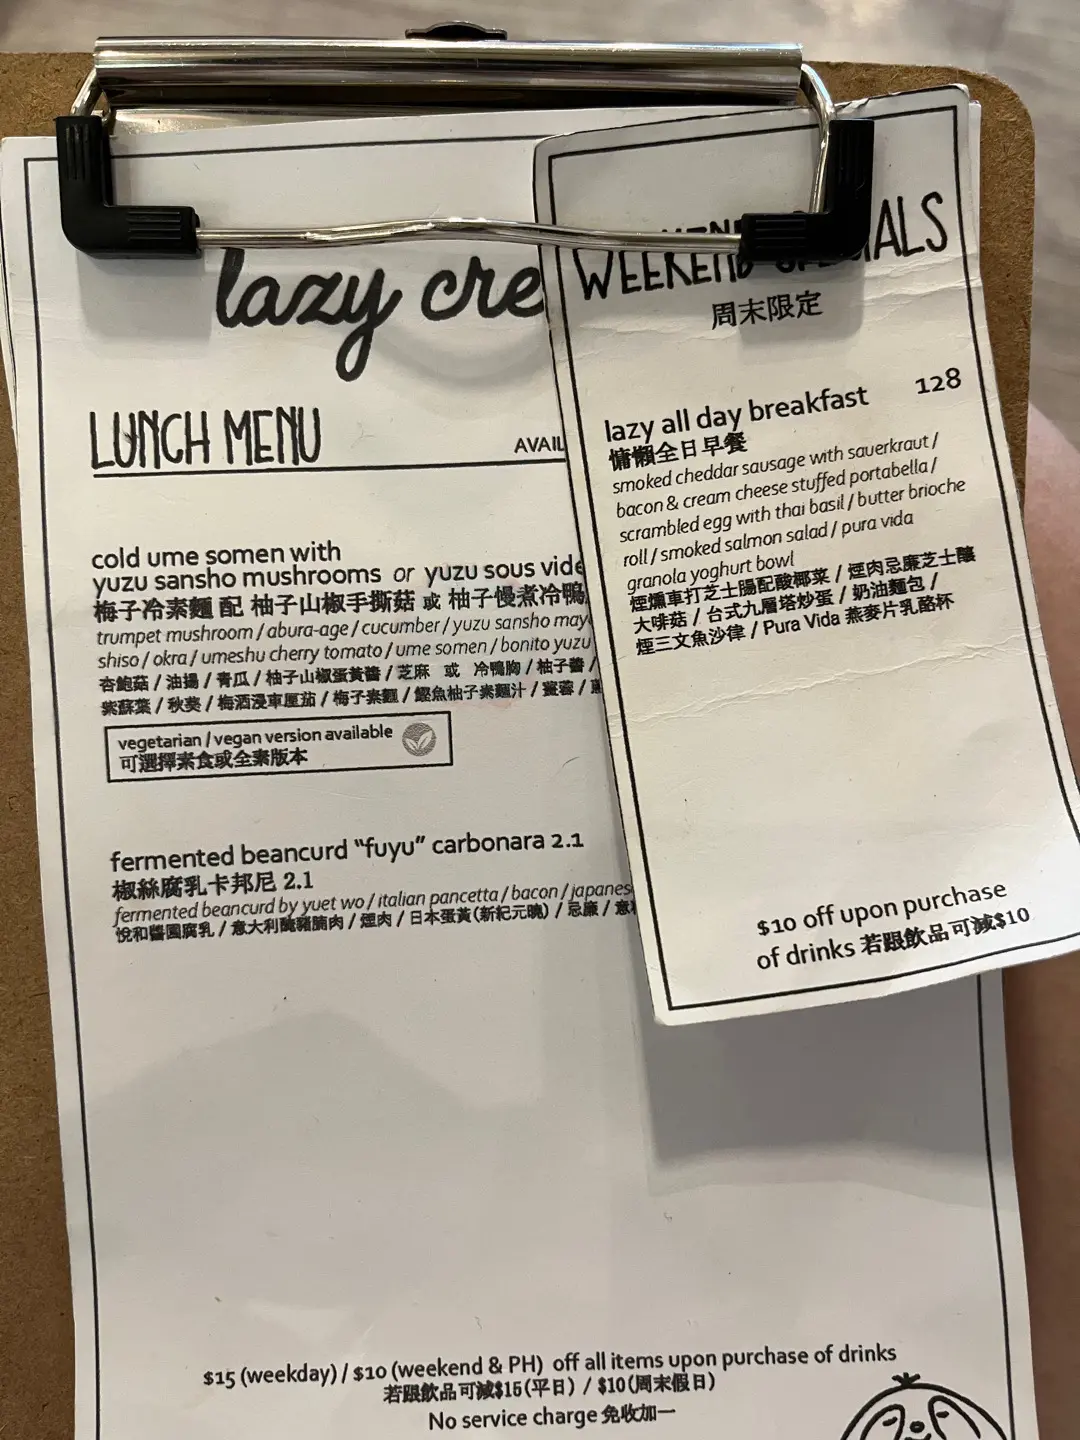 lazy cre
LUNCH MENU
AVAIL
cold ume somen with
yuzu sansho mushrooms or yuzu sous vide
梅子冷素麵 配 柚子山椒手撕菇 或 柚子慢煮冷鴨
trumpet mushroom / abura-age / cucumber / yuzu sansho may
shiso / okra / umeshu cherry tomato / ume somen / bonito yuzu
杏鮑菇 / 油揚 / 青瓜 / 柚子山椒蛋黃醬 / 芝麻 或 冷鴨胸 / 柚子醬 /
紫蘇葉 / 秋葵 / 梅酒浸車厘茄 / 梅子素麵 / 鰹魚柚子素麵汁 / 薑蓉 /
vegetarian / vegan version available
可選擇素食或全素版本
fermented beancurd "fuyu" carbonara 2.1
椒絲腐乳卡邦尼 2.1
fermented beancurd by yuet wo / italian pancetta / bacon / japanes
悅和醬園腐乳 / 意大利醃豬腩肉 / 煙肉 / 日本蛋黃(新紀元曉) / 忌廉 / 意
$15 (weekday) / $10 (weekend & PH) off all items upon purchase of drinks
若跟飲品可減$15(平日) / $10(周末假日)
No service charge 免收加一
WEEKEND SPECIALS
周末限定
lazy all day breakfast 128
慵懶全日早餐
smoked cheddar sausage with sauerkraut /
bacon & cream cheese stuffed portabella /
scrambled egg with thai basil / butter brioche
roll / smoked salmon salad / pura vida
granola yoghurt bowl
煙燻車打芝士腸配酸椰菜 / 煙肉忌廉芝士釀
大啡菇 / 台式九層塔炒蛋 / 奶油麵包 /
煙三文魚沙律 / Pura Vida 燕麥片乳酪杯
$10 off upon purchase
of drinks 若跟飲品可減$10